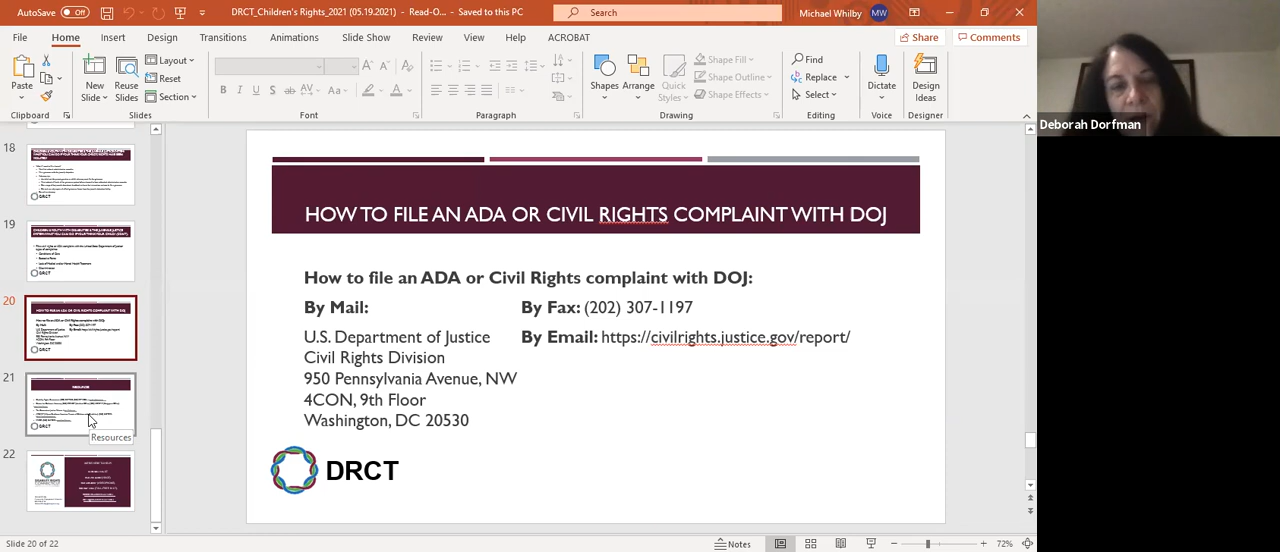 AutoSave Off
DRCT_Children's Rights_2021 (05.19.2021) - Read-O... - Saved to this PC
Search
Michael Whilby MW
File Home Insert Design Transitions Animations Slide Show Review View Help ACROBAT
Share Comments
Paste
New Slide
Reuse Slides
Layout
Reset
Section
B I U S ab AV Aa
Shapes Arrange Quick Styles
Shape Fill
Shape Outline
Shape Effects
Find
Replace
Select
Dictate
Design Ideas
Clipboard Slides Font Paragraph Drawing Editing Voice Designer
Deborah Dorfman
18
19
20
21
RESOURCES
Resources
22
HOW TO FILE AN ADA OR CIVIL RIGHTS COMPLAINT WITH DOJ
How to file an ADA or Civil Rights complaint with DOJ:
By Mail:
By Fax: (202) 307-1197
U.S. Department of Justice
By Email: https://civilrights.justice.gov/report/
Civil Rights Division
950 Pennsylvania Avenue, NW
4CON, 9th Floor
Washington, DC 20530
DRCT
Slide 20 of 22
Notes
72%